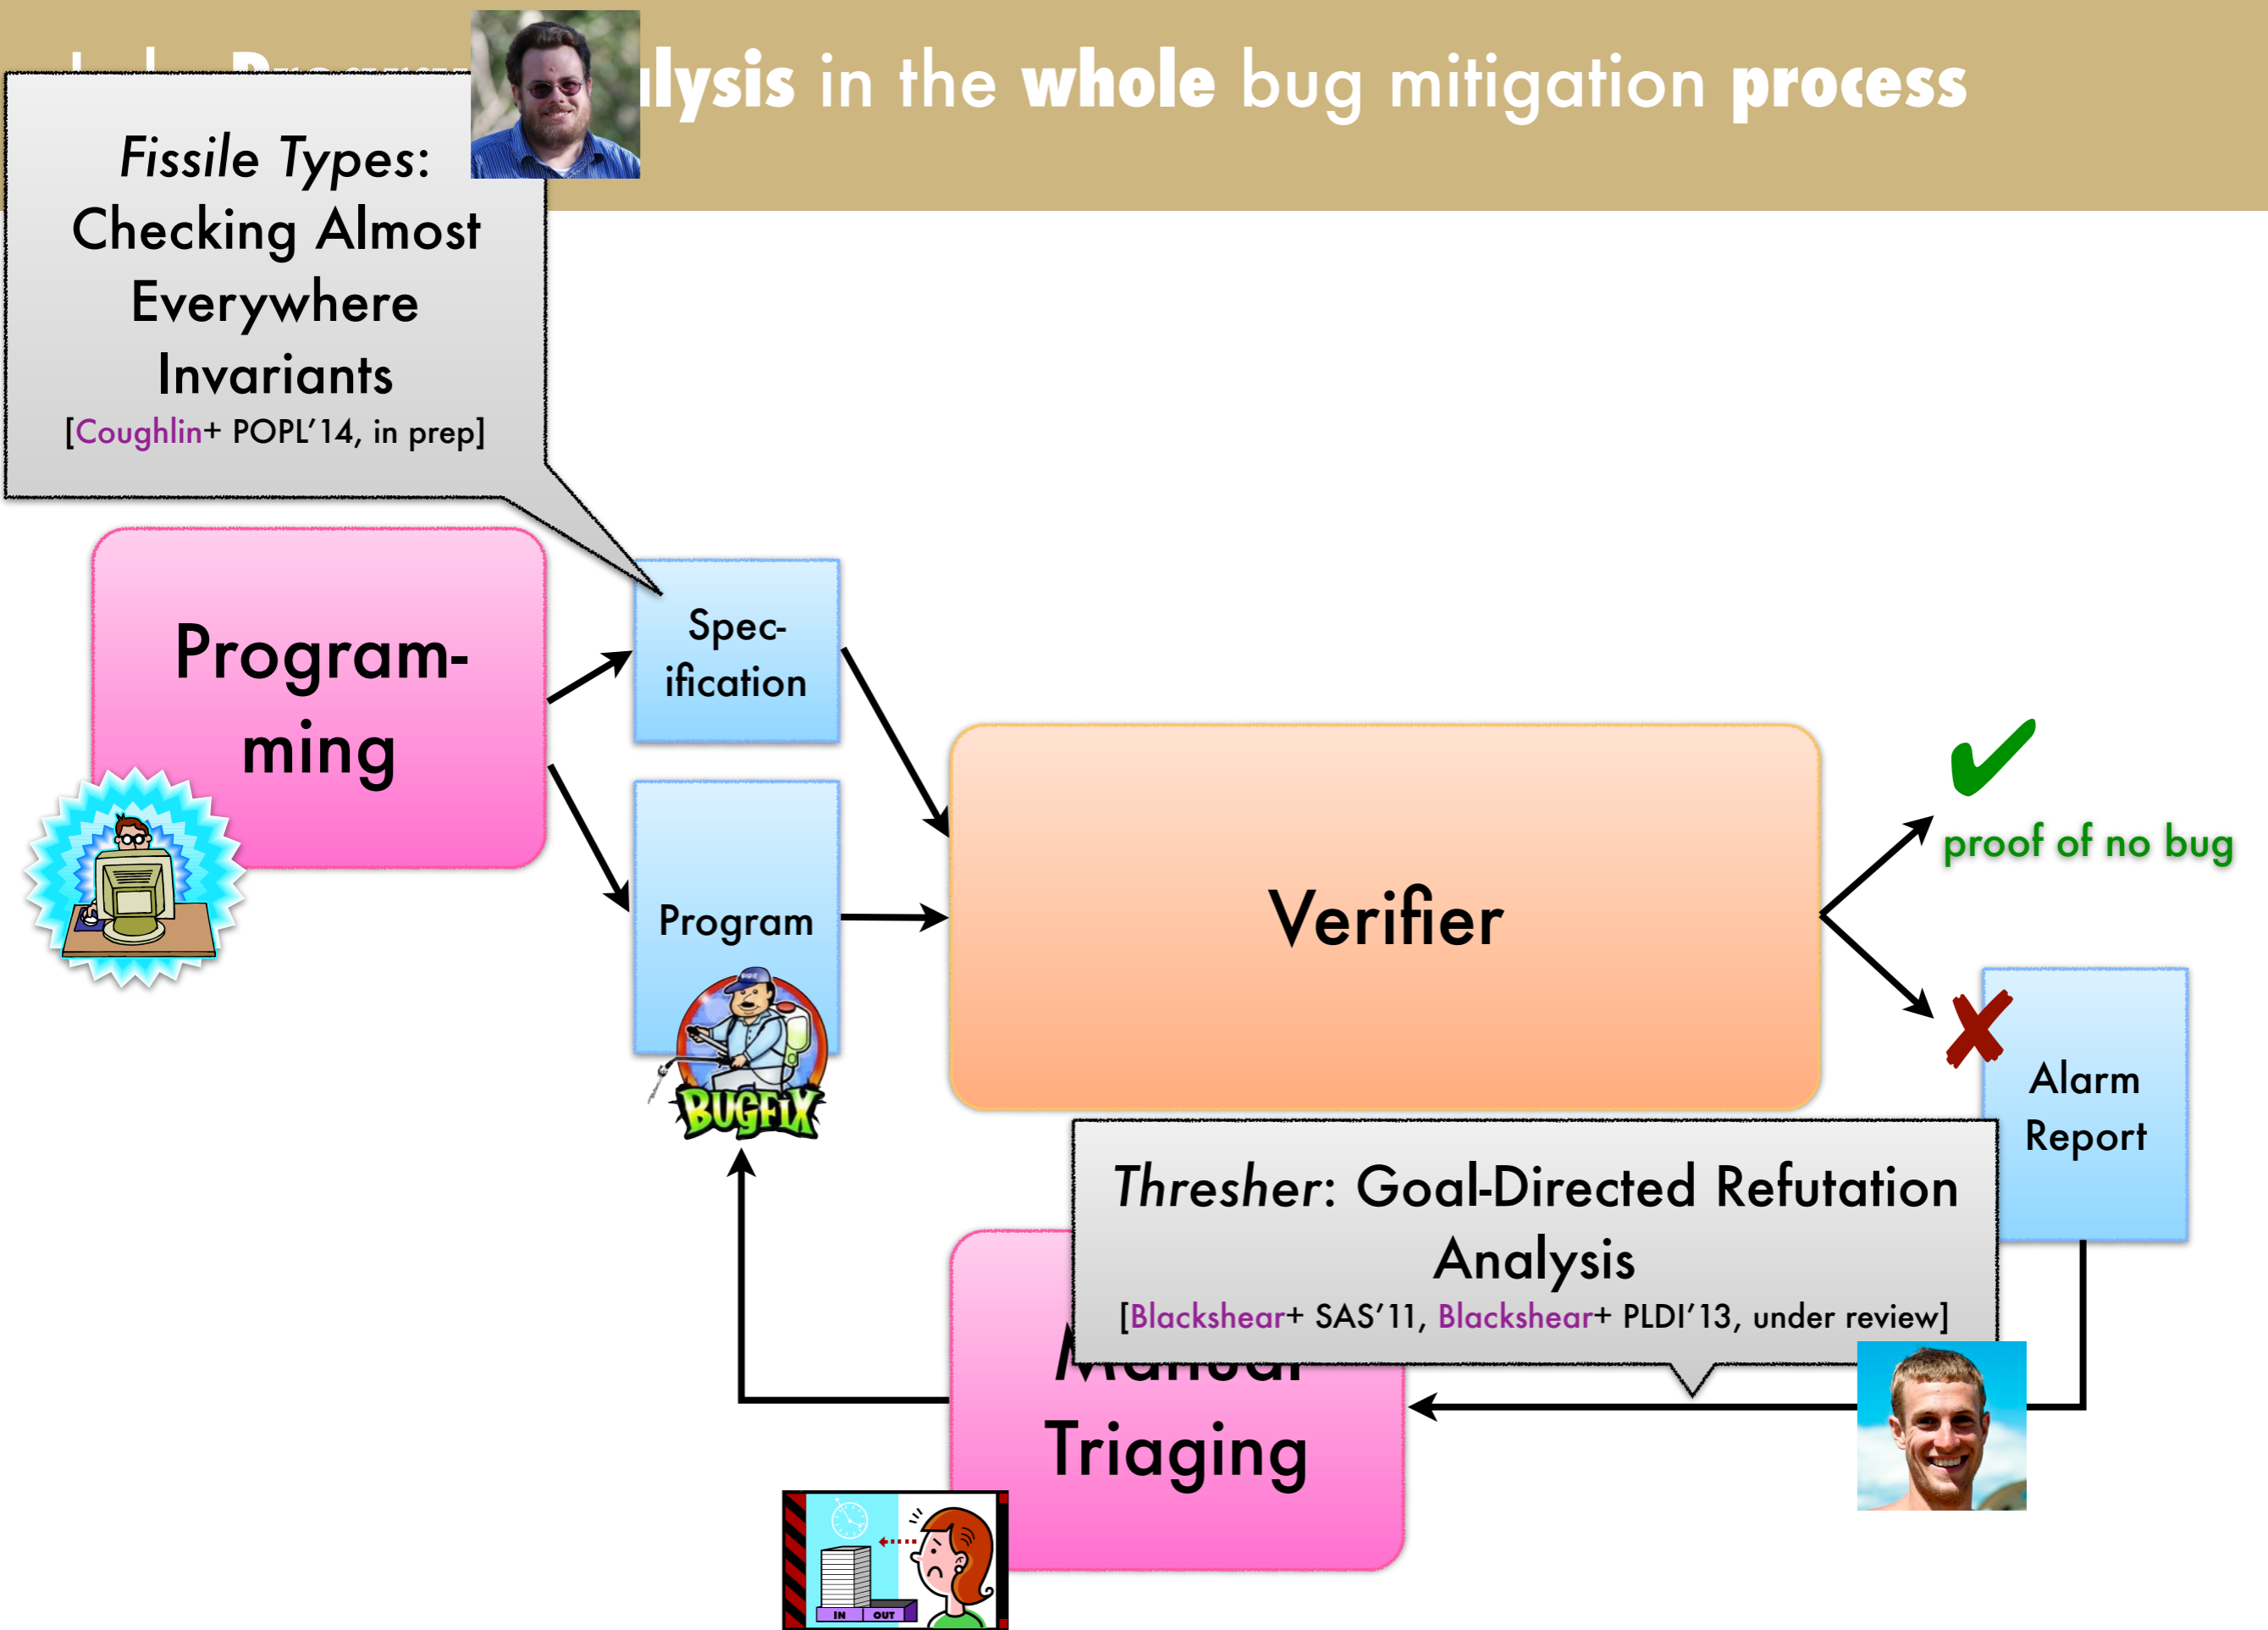 lysis in the whole bug mitigation process
Fissile Types:
Checking Almost
Everywhere
Invariants
[Coughlin+ POPL'14, in prep]
Program-
ming
Spec-
ification
Program
BUGFIX
Verifier
proof of no bug
Alarm
Report
Thresher: Goal-Directed Refutation
Analysis
[Blackshear+ SAS'11, Blackshear+ PLDI'13, under review]
Manual
Triaging
IN OUT